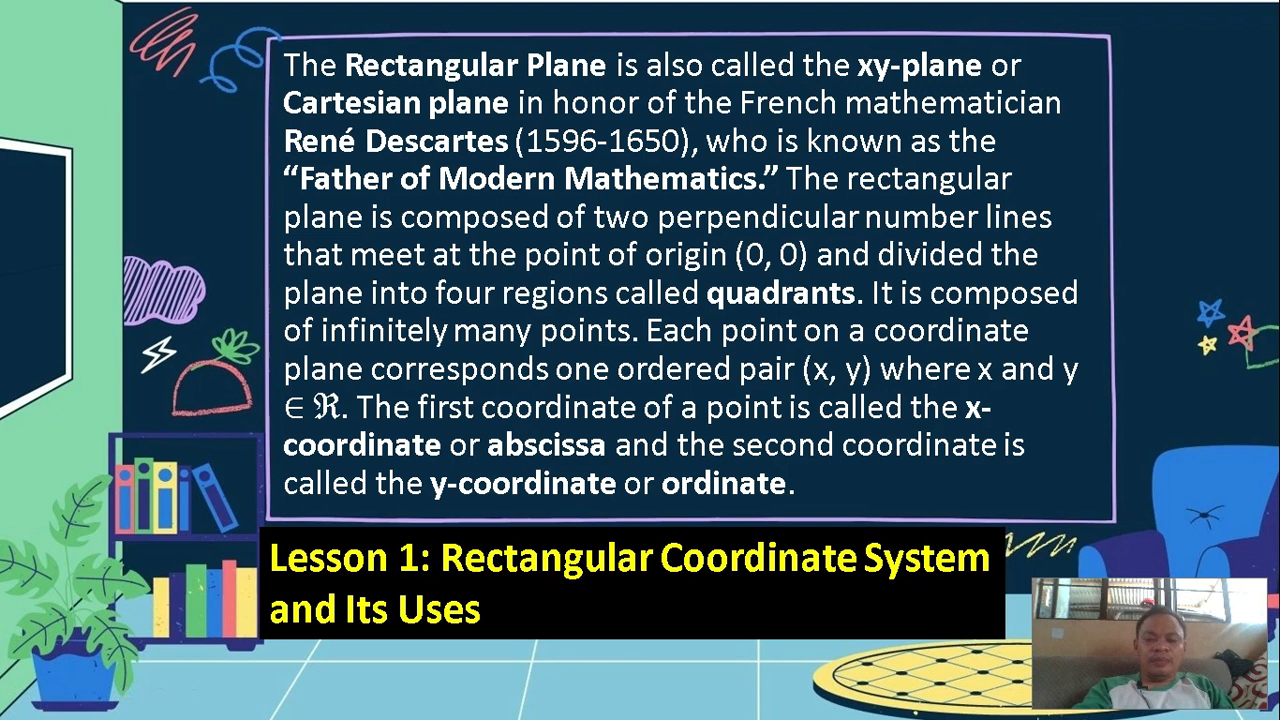 The Rectangular Plane is also called the xy-plane or
Cartesian plane in honor of the French mathematician
René Descartes (1596-1650), who is known as the
“Father of Modern Mathematics.” The rectangular
plane is composed of two perpendicular number lines
that meet at the point of origin (0, 0) and divided the
plane into four regions called quadrants. It is composed
of infinitely many points. Each point on a coordinate
plane corresponds one ordered pair (x, y) where x and y
∈ ℜ. The first coordinate of a point is called the x-
coordinate or abscissa and the second coordinate is
called the y-coordinate or ordinate.
Lesson 1: Rectangular Coordinate System
and Its Uses